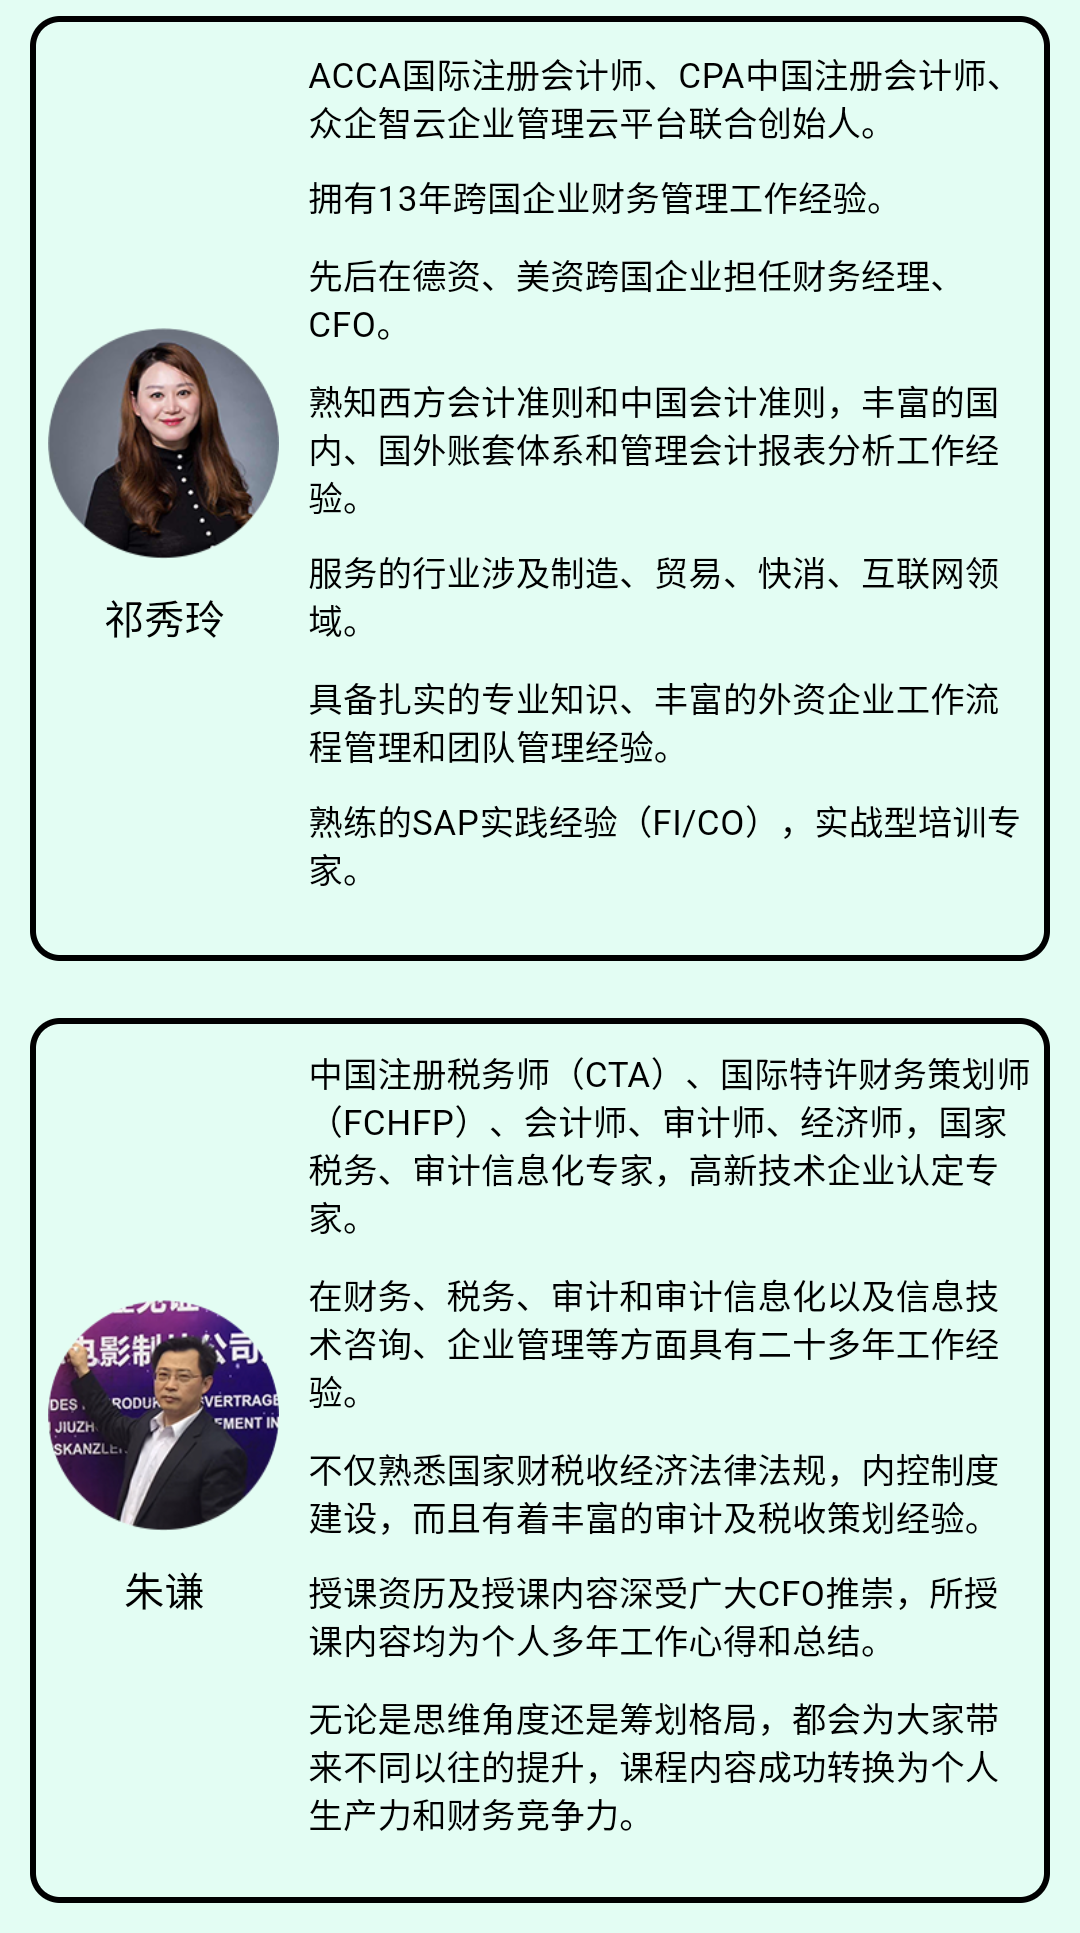 ACCA国际注册会计师、CPA中国注册会计师、
众企智云企业管理云平台联合创始人。
拥有13年跨国企业财务管理工作经验。
先后在德资、美资跨国企业担任财务经理、
CFO。
熟知西方会计准则和中国会计准则，丰富的国
内、国外账套体系和管理会计报表分析工作经
验。
服务的行业涉及制造、贸易、快消、互联网领
域。
具备扎实的专业知识、丰富的外资企业工作流
程管理和团队管理经验。
熟练的SAP实践经验（FI/CO），实战型培训专
家。
祁秀玲
中国注册税务师（CTA）、国际特许财务策划师
（FCHFP）、会计师、审计师、经济师，国家
税务、审计信息化专家，高新技术企业认定专
家。
在财务、税务、审计和审计信息化以及信息技
术咨询、企业管理等方面具有二十多年工作经
验。
不仅熟悉国家财税收经济法律法规，内控制度
建设，而且有着丰富的审计及税收策划经验。
授课资历及授课内容深受广大CFO推崇，所授
课内容均为个人多年工作心得和总结。
无论是思维角度还是筹划格局，都会为大家带
来不同以往的提升，课程内容成功转换为个人
生产力和财务竞争力。
电影制 公司
DES RODUK SVERTRAGE
JIUZH EMENT IN
SKANZLE
朱谦